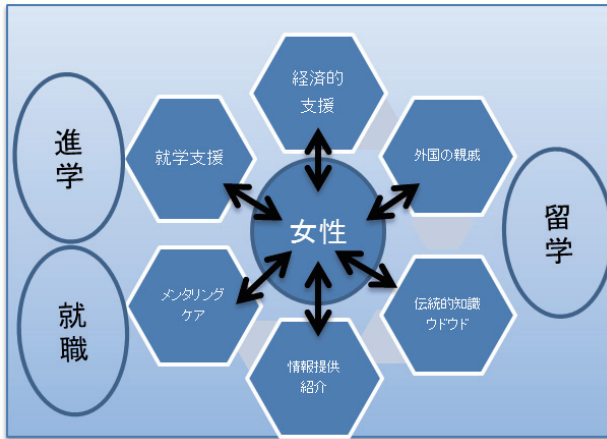 経済的
支援
進学
就学支援
外国の親戚
女性
留学
就職
メンタリング
ケア
伝統的知識
ウドウド
情報提供
紹介